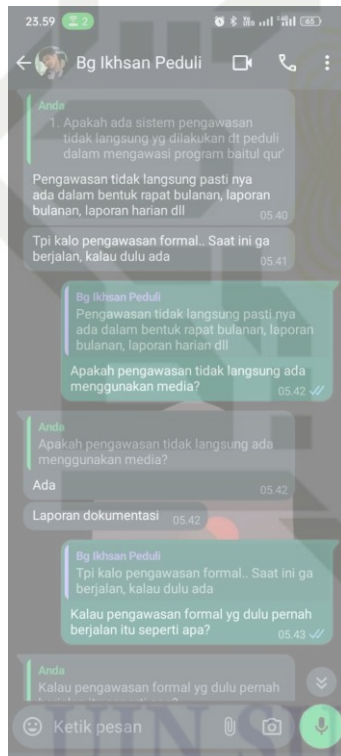 23.59 2 65
Bg Ikhsan Peduli
Anda
1. Apakah ada sistem pengawasan
tidak langsung yg dilakukan dt peduli
dalam mengawasi program baitul qur'
Pengawasan tidak langsung pasti nya
ada dalam bentuk rapat bulanan, laporan
bulanan, laporan harian dll
05.40
Tpi kalo pengawasan formal.. Saat ini ga
berjalan, kalau dulu ada
05.41
Bg Ikhsan Peduli
Pengawasan tidak langsung pasti nya
ada dalam bentuk rapat bulanan, laporan
bulanan, laporan harian dll
Apakah pengawasan tidak langsung ada
menggunakan media?
05.42
Anda
Apakah pengawasan tidak langsung ada
menggunakan media?
Ada
05.42
Laporan dokumentasi 05.42
Bg Ikhsan Peduli
Tpi kalo pengawasan formal.. Saat ini ga
berjalan, kalau dulu ada
Kalau pengawasan formal yg dulu pernah
berjalan itu seperti apa?
05.43
Anda
Kalau pengawasan formal yg dulu pernah
Ketik pesan
UIN